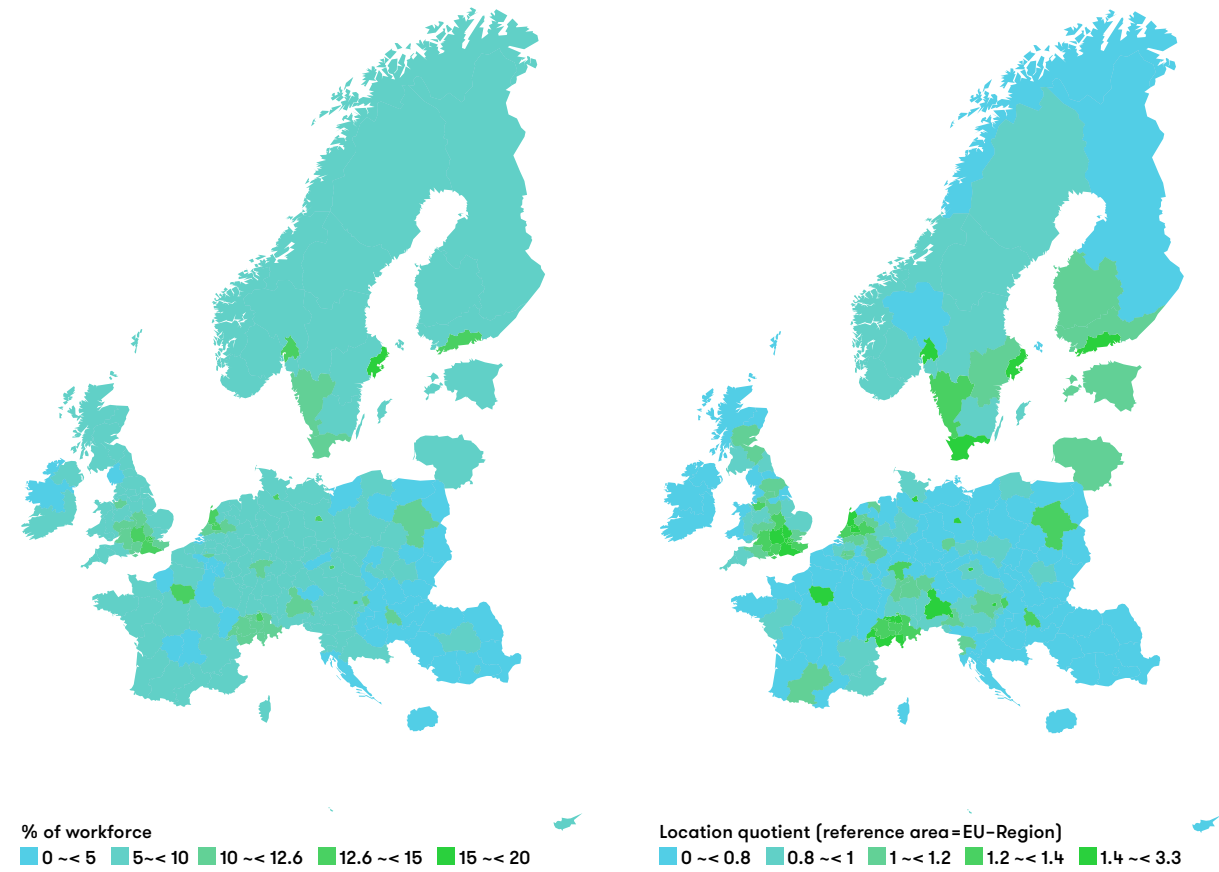 % of workforce
0 ~< 5 5~< 10 10 ~< 12.6 12.6 ~< 15 15 ~< 20
Location quotient (reference area=EU-Region)
0 ~< 0.8 0.8 ~< 1 1 ~< 1.2 1.2 ~< 1.4 1.4 ~< 3.3